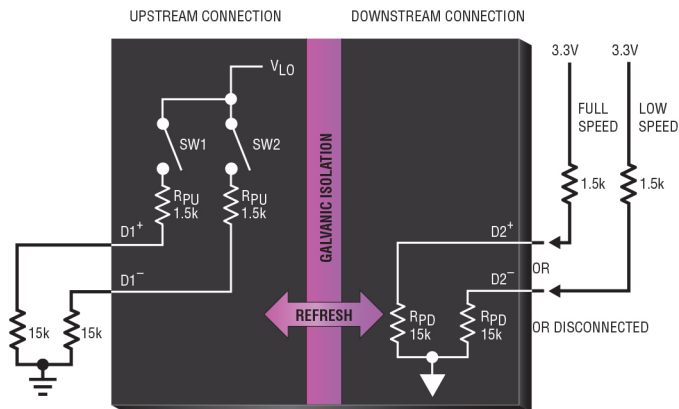 UPSTREAM CONNECTION
DOWNSTREAM CONNECTION
VLO
SW1
SW2
RPU
1.5k
RPU
1.5k
D1+
D1−
15k
15k
GALVANIC ISOLATION
REFRESH
3.3V
3.3V
FULL
SPEED
LOW
SPEED
1.5k
1.5k
D2+
OR
D2−
RPD
15k
RPD
15k
OR DISCONNECTED